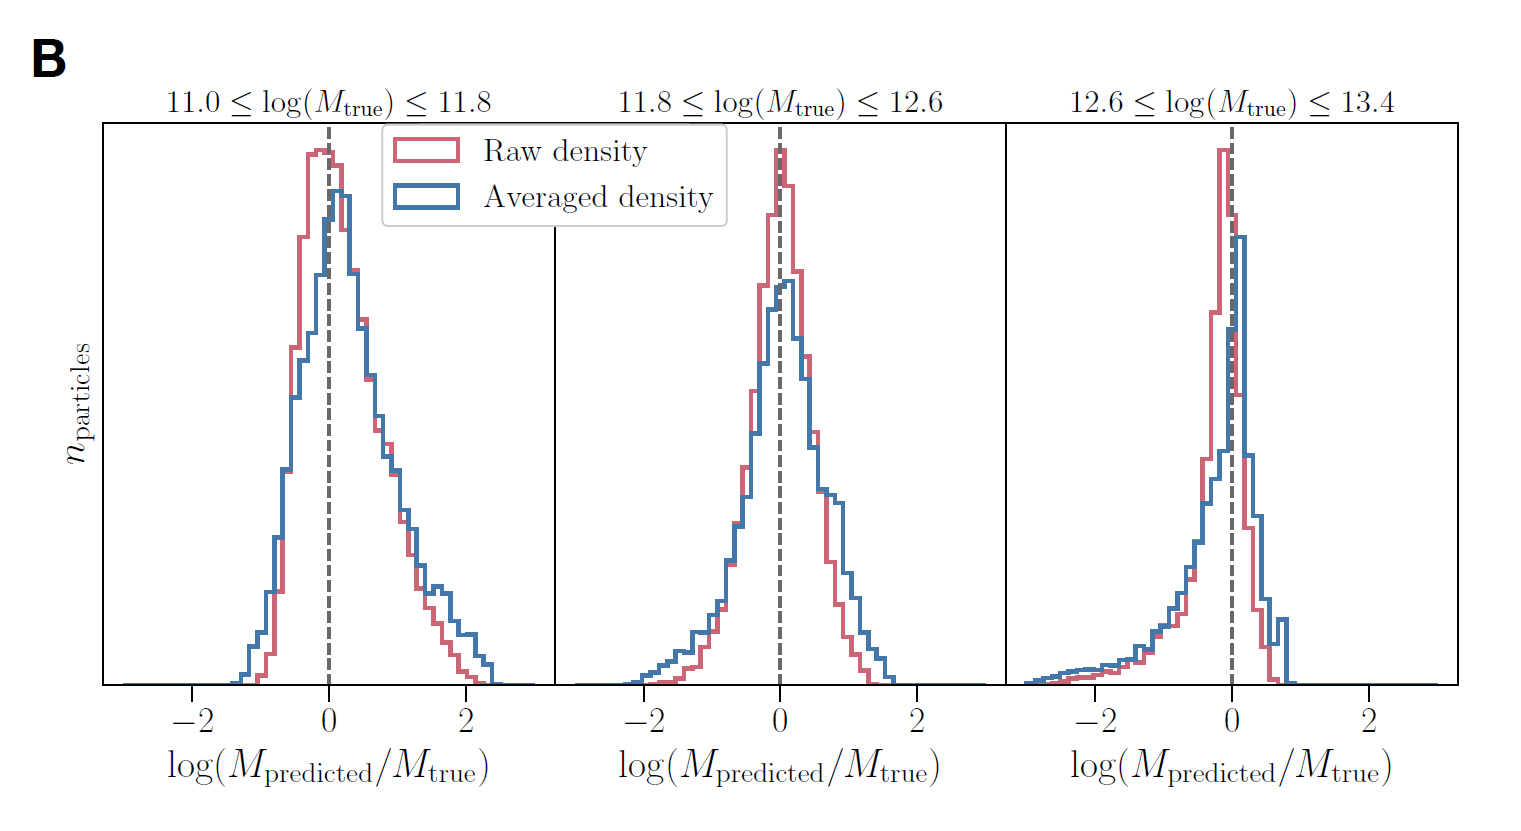 B
11.0 ≤ log(M_true) ≤ 11.8
11.8 ≤ log(M_true) ≤ 12.6
12.6 ≤ log(M_true) ≤ 13.4
Raw density
Averaged density
n_particles
−2 0 2
−2 0 2
−2 0 2
log(M_predicted/M_true)
log(M_predicted/M_true)
log(M_predicted/M_true)